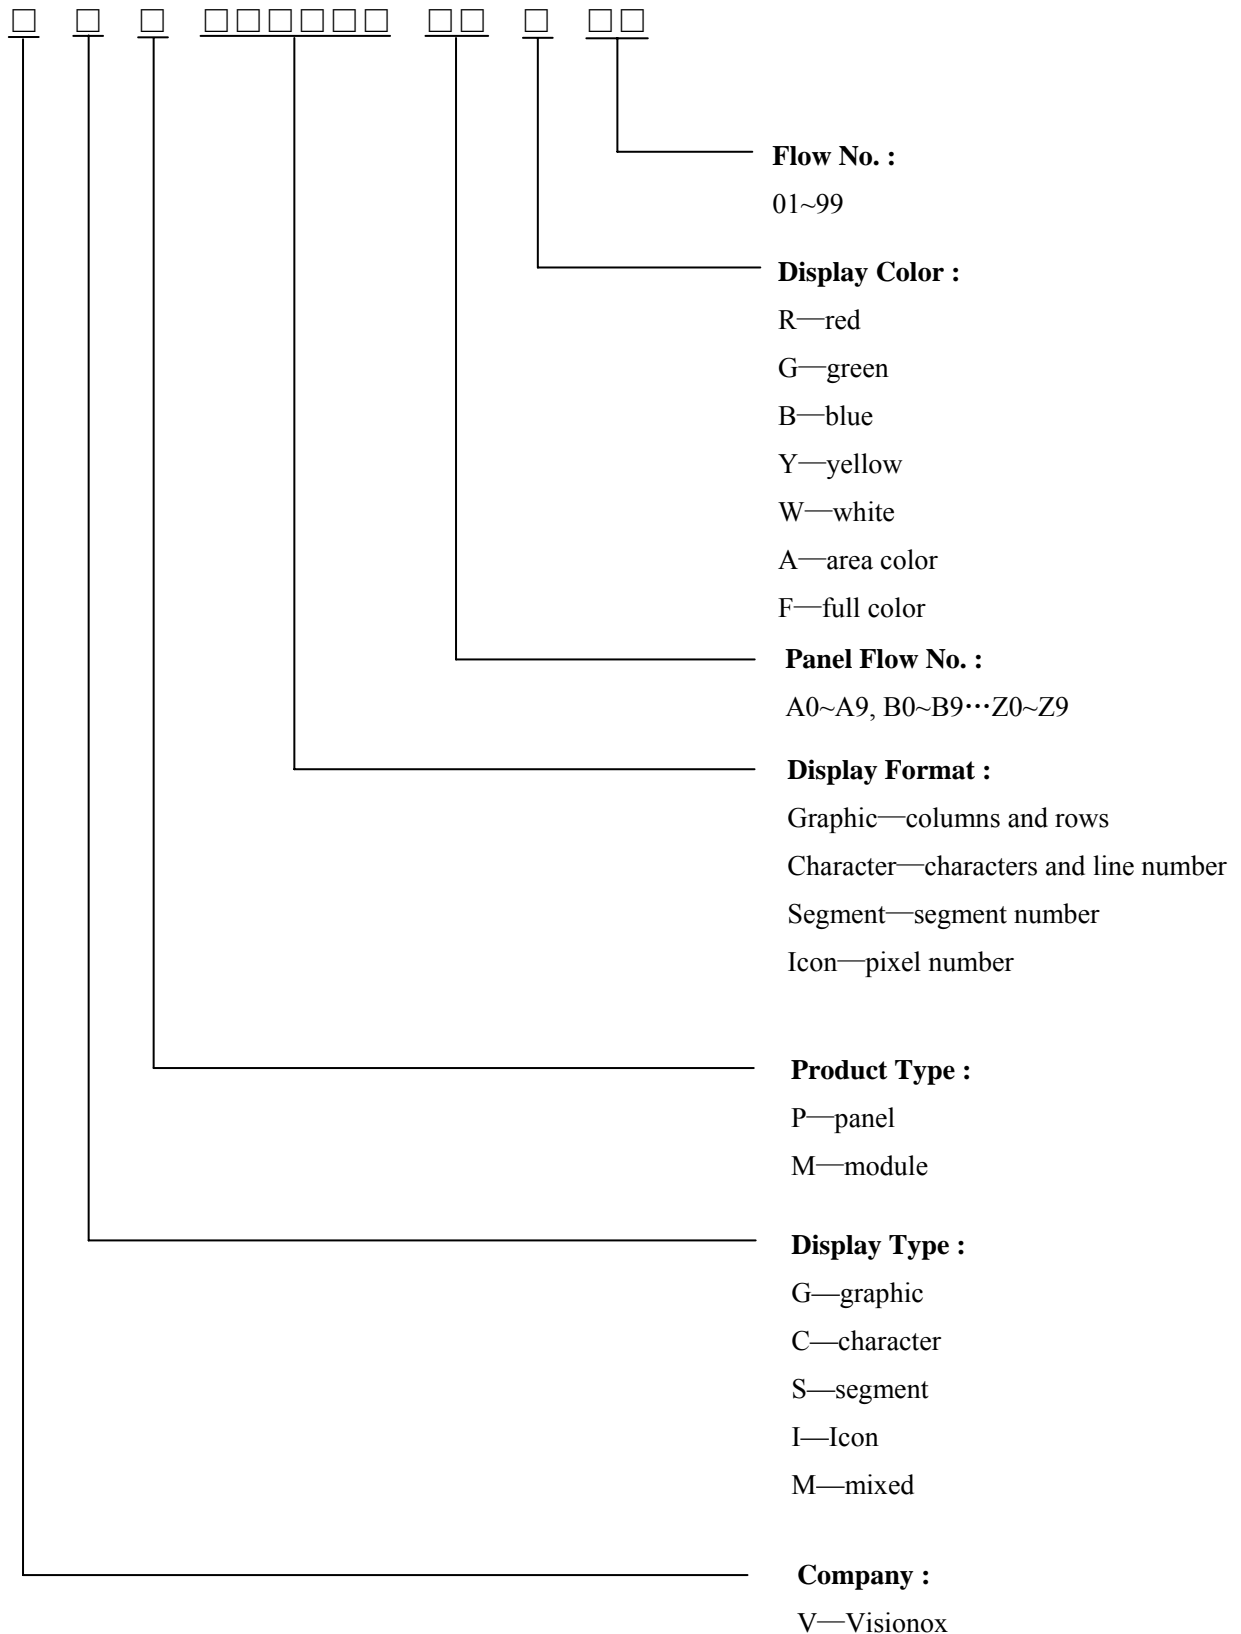 □ □ □ □□□□□□ □□ □ □□
Flow No. :
01~99
Display Color :
R—red
G—green
B—blue
Y—yellow
W—white
A—area color
F—full color
Panel Flow No. :
A0~A9, B0~B9⋯Z0~Z9
Display Format :
Graphic—columns and rows
Character—characters and line number
Segment—segment number
Icon—pixel number
Product Type :
P—panel
M—module
Display Type :
G—graphic
C—character
S—segment
I—Icon
M—mixed
Company :
V—Visionox